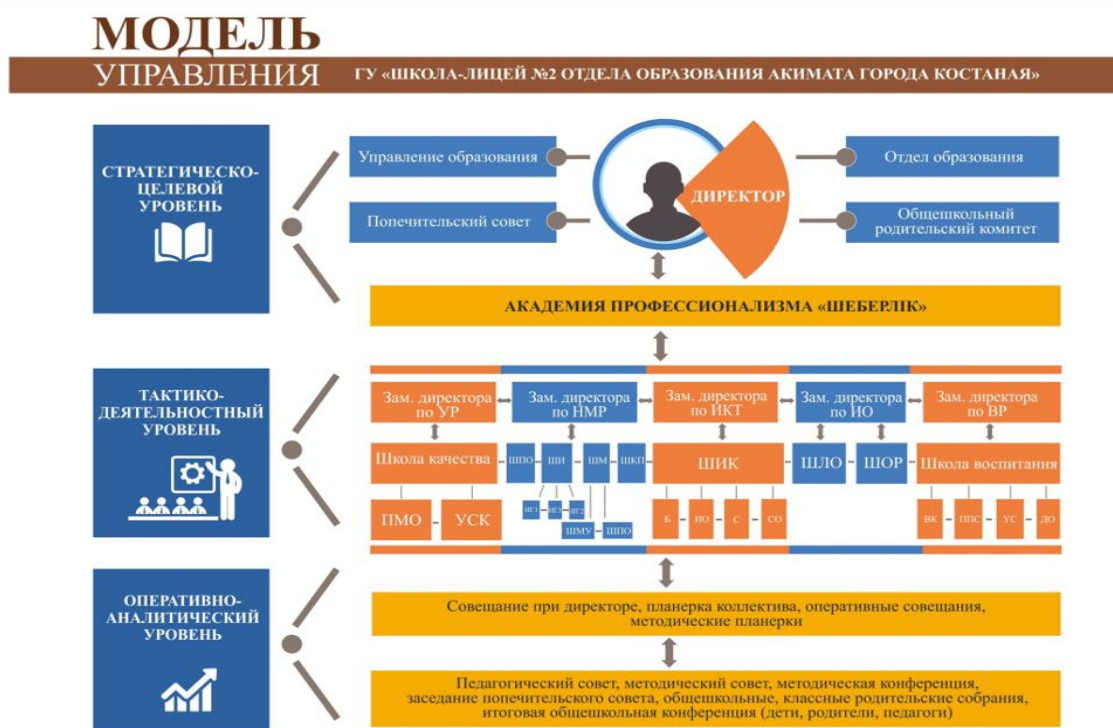 МОДЕЛЬ
УПРАВЛЕНИЯ
ГУ «ШКОЛА-ЛИЦЕЙ №2 ОТДЕЛА ОБРАЗОВАНИЯ АКИМАТА ГОРОДА КОСТАНАЯ»
СТРАТЕГИЧЕСКО-
ЦЕЛЕВОЙ
УРОВЕНЬ
Управление образования
Попечительский совет
ДИРЕКТОР
Отдел образования
Общешкольный
родительский комитет
АКАДЕМИЯ ПРОФЕССИОНАЛИЗМА «ШЕБЕРЛІК»
ТАКТИКО-
ДЕЯТЕЛЬНОСТНЫЙ
УРОВЕНЬ
Зам. директора
по УР
Зам. директора
по НМР
Зам. директора
по ИКТ
Зам. директора
по ИО
Зам. директора
по ВР
Школа качества
ШПО
ШИ
ШМ
ШКП
ШИК
ШЛО
ШОР
Школа воспитания
ПМО
УСК
ИГ1
ИГ3
ИГ2
ШМУ
ШПО
Б
ИО
С
СО
ВК
ППС
УС
ДО
ОПЕРАТИВНО-
АНАЛИТИЧЕСКИЙ
УРОВЕНЬ
Совещание при директоре, планерка коллектива, оперативные совещания,
методические планерки
Педагогический совет, методический совет, методическая конференция,
заседание попечительского совета, общешкольные, классные родительские собрания,
итоговая общешкольная конференция (дети, родители, педагоги)